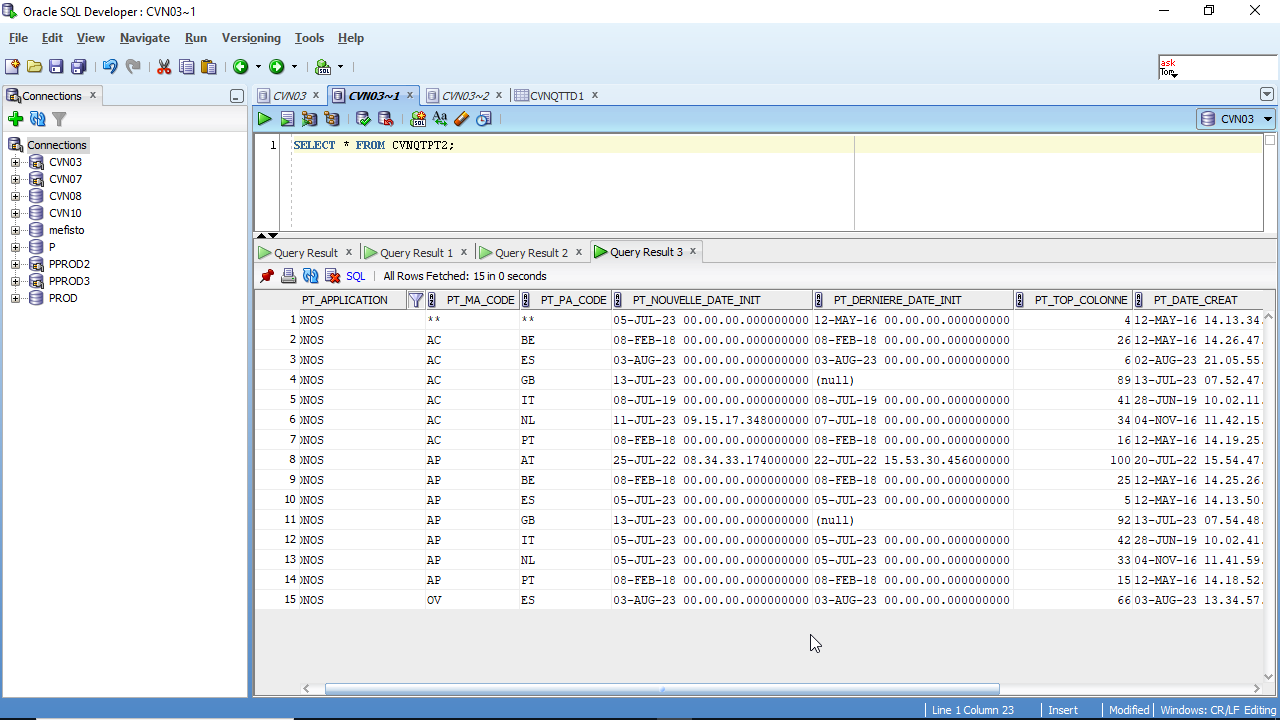 Oracle SQL Developer : CVN03~1
File Edit View Navigate Run Versioning Tools Help
ask
Tom
Connections x
CVN03 x CVN03~1 x CVN03~2 x CVNQTTD1 x
SQL Aa
CVN03
1 SELECT * FROM CVNQTPT2;
Connections
CVN03
CVN07
CVN08
CVN10
mefisto
P
PPROD2
PPROD3
PROD
Query Result x Query Result 1 x Query Result 2 x Query Result 3 x
SQL All Rows Fetched: 15 in 0 seconds
PT_APPLICATION PT_MA_CODE PT_PA_CODE PT_NOUVELLE_DATE_INIT PT_DERNIERE_DATE_INIT PT_TOP_COLONNE PT_DATE_CREAT
1 NOS ** ** 05-JUL-23 00.00.00.000000000 12-MAY-16 00.00.00.000000000 4 12-MAY-16 14.13.34.
2 NOS AC BE 08-FEB-18 00.00.00.000000000 08-FEB-18 00.00.00.000000000 26 12-MAY-16 14.26.47.
3 NOS AC ES 03-AUG-23 00.00.00.000000000 03-AUG-23 00.00.00.000000000 6 02-AUG-23 21.05.55.
4 NOS AC GB 13-JUL-23 00.00.00.000000000 (null) 89 13-JUL-23 07.52.47.
5 NOS AC IT 08-JUL-19 00.00.00.000000000 08-JUL-19 00.00.00.000000000 41 28-JUN-19 10.02.11.
6 NOS AC NL 11-JUL-23 09.15.17.348000000 07-JUL-18 00.00.00.000000000 34 04-NOV-16 11.42.15.
7 NOS AC PT 08-FEB-18 00.00.00.000000000 08-FEB-18 00.00.00.000000000 16 12-MAY-16 14.19.25.
8 NOS AP AT 25-JUL-22 08.34.33.174000000 22-JUL-22 15.53.30.456000000 100 20-JUL-22 15.54.47.
9 NOS AP BE 08-FEB-18 00.00.00.000000000 08-FEB-18 00.00.00.000000000 25 12-MAY-16 14.25.26.
10 NOS AP ES 05-JUL-23 00.00.00.000000000 05-JUL-23 00.00.00.000000000 5 12-MAY-16 14.13.50.
11 NOS AP GB 13-JUL-23 00.00.00.000000000 (null) 92 13-JUL-23 07.54.48.
12 NOS AP IT 05-JUL-23 00.00.00.000000000 05-JUL-23 00.00.00.000000000 42 28-JUN-19 10.02.41.
13 NOS AP NL 05-JUL-23 00.00.00.000000000 05-JUL-23 00.00.00.000000000 33 04-NOV-16 11.41.59.
14 NOS AP PT 08-FEB-18 00.00.00.000000000 08-FEB-18 00.00.00.000000000 15 12-MAY-16 14.18.52.
15 NOS OV ES 03-AUG-23 00.00.00.000000000 03-AUG-23 00.00.00.000000000 66 03-AUG-23 13.34.57.
Line 1 Column 23 Insert Modified Windows: CR/LF Editing